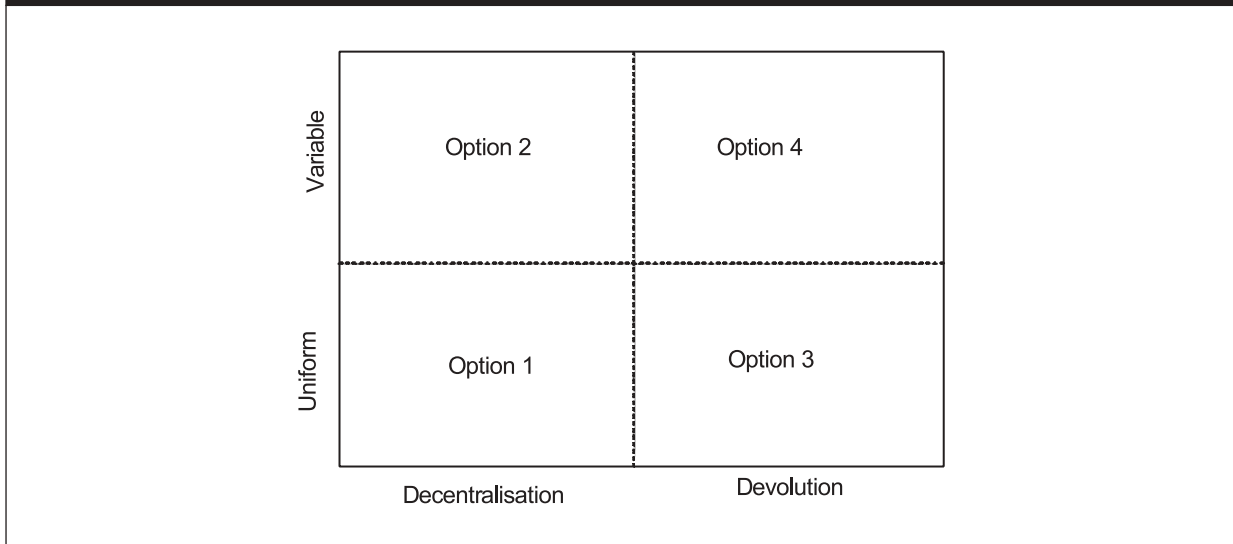 Variable
Option 2
Option 4
Uniform
Option 1
Option 3
Decentralisation
Devolution